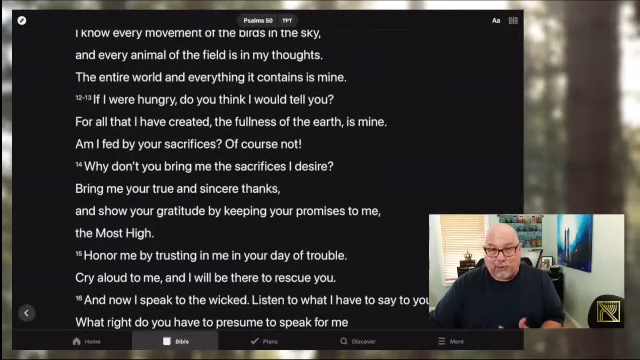 Psalms 50 TPT
Aa
I know every movement of the birds in the sky,
and every animal of the field is in my thoughts.
The entire world and everything it contains is mine.
12-13 If I were hungry, do you think I would tell you?
For all that I have created, the fullness of the earth, is mine.
Am I fed by your sacrifices? Of course not!
14 Why don't you bring me the sacrifices I desire?
Bring me your true and sincere thanks,
and show your gratitude by keeping your promises to me,
the Most High.
15 Honor me by trusting in me in your day of trouble.
Cry aloud to me, and I will be there to rescue you.
16 And now I speak to the wicked. Listen to what I have to say to you
What right do you have to presume to speak for me
Home Bible Plans Discover More